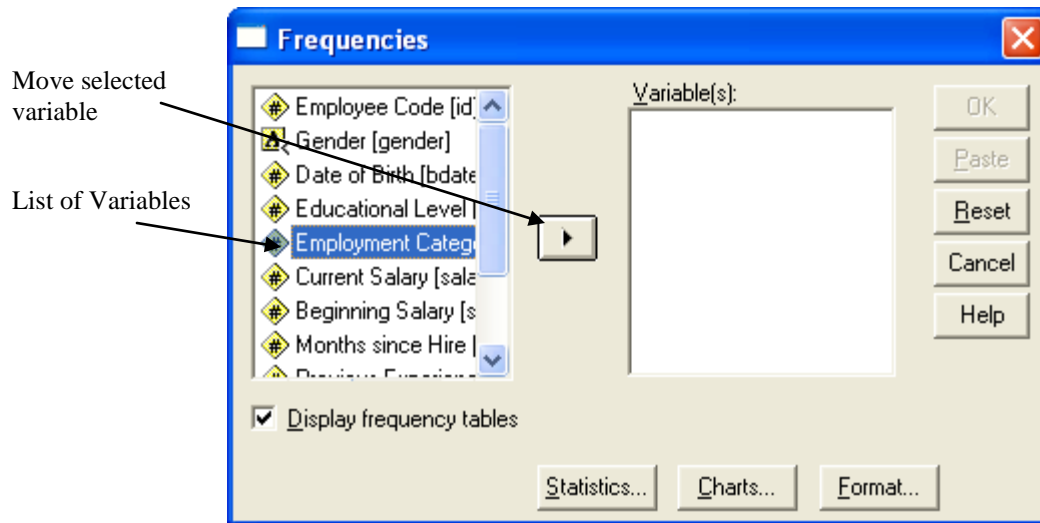 Frequencies
Move selected
variable
List of Variables
Employee Code [id]
Gender [gender]
Date of Birth [bdate
Educational Level [
Employment Catego
Current Salary [sala
Beginning Salary [s
Months since Hire [
Variable(s):
OK
Paste
Reset
Cancel
Help
Display frequency tables
Statistics...
Charts...
Format...